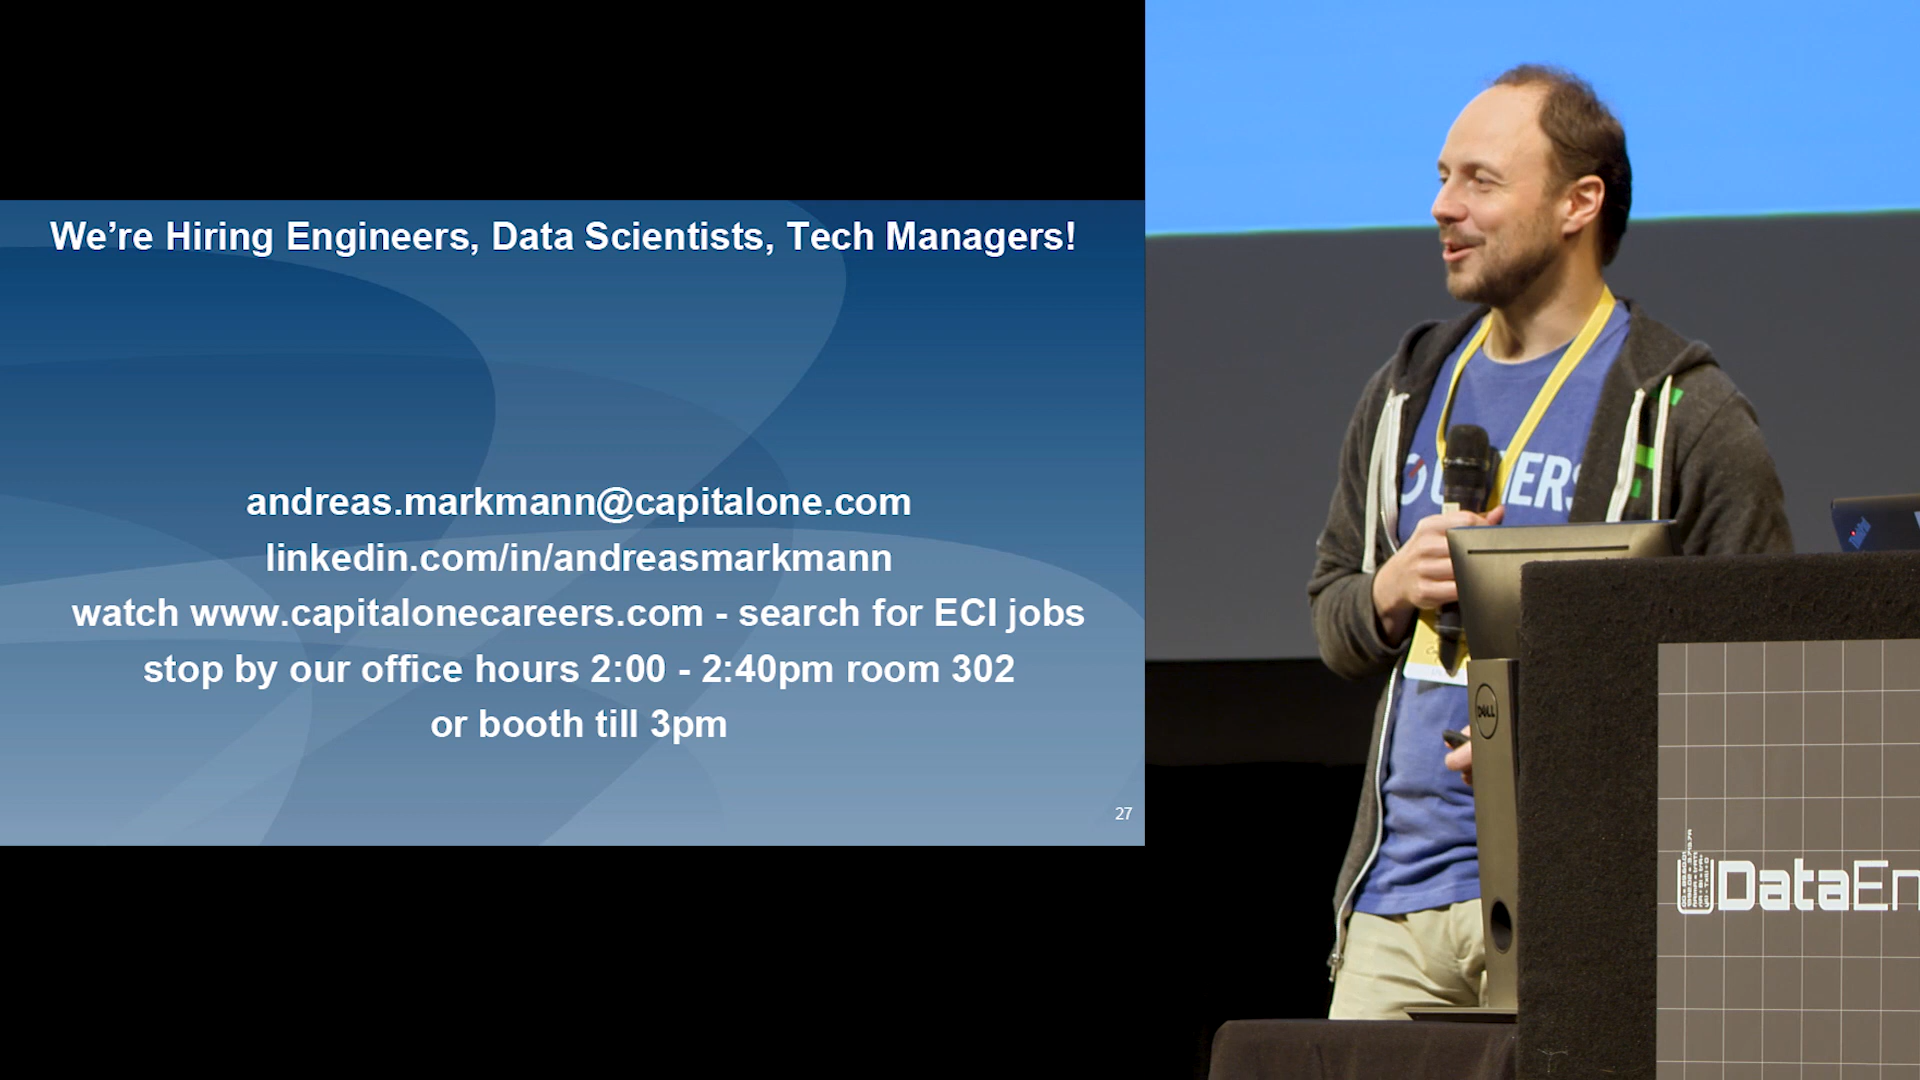 We're Hiring Engineers, Data Scientists, Tech Managers!
andreas.markmann@capitalone.com
linkedin.com/in/andreasmarkmann
watch www.capitalonecareers.com - search for ECI jobs
stop by our office hours 2:00 - 2:40pm room 302
or booth till 3pm
27
DELL
DataEn